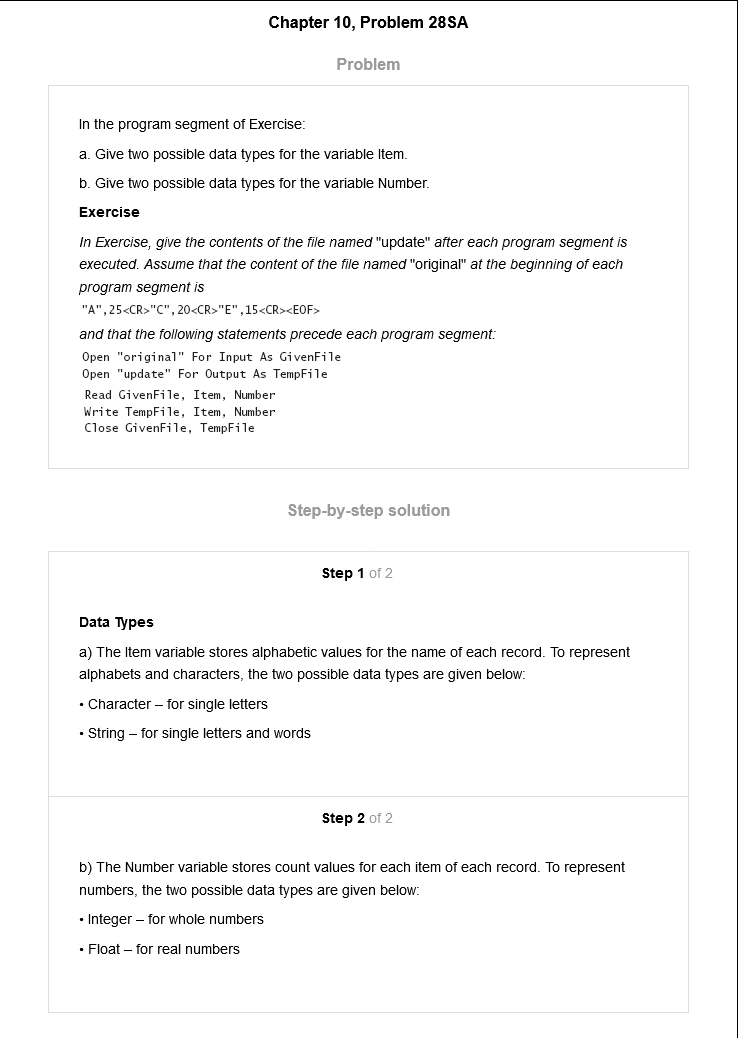 Chapter 10, Problem 28SA
Problem
In the program segment of Exercise:
a. Give two possible data types for the variable Item.
b. Give two possible data types for the variable Number.
Exercise
In Exercise, give the contents of the file named "update" after each program segment is
executed. Assume that the content of the file named "original" at the beginning of each
program segment is
"A",25<CR>"C",20<CR>"E",15<CR><EOF>
and that the following statements precede each program segment:
Open "original" For Input As GivenFile
Open "update" For Output As TempFile
Read GivenFile, Item, Number
Write TempFile, Item, Number
Close GivenFile, TempFile
Step-by-step solution
Step 1 of 2
Data Types
a) The Item variable stores alphabetic values for the name of each record. To represent
alphabets and characters, the two possible data types are given below:
• Character – for single letters
• String – for single letters and words
Step 2 of 2
b) The Number variable stores count values for each item of each record. To represent
numbers, the two possible data types are given below:
• Integer – for whole numbers
• Float – for real numbers